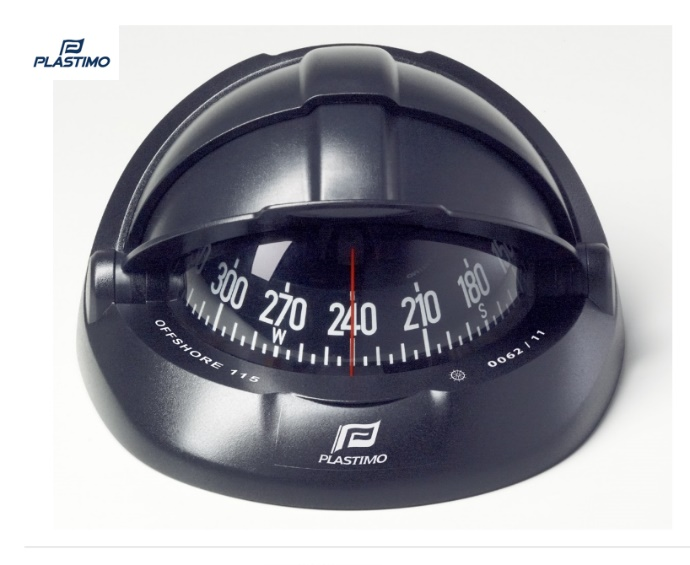 PLASTIMO
300 270 240 210 180
W S
OFFSHORE 115
0062 / 11
PLASTIMO